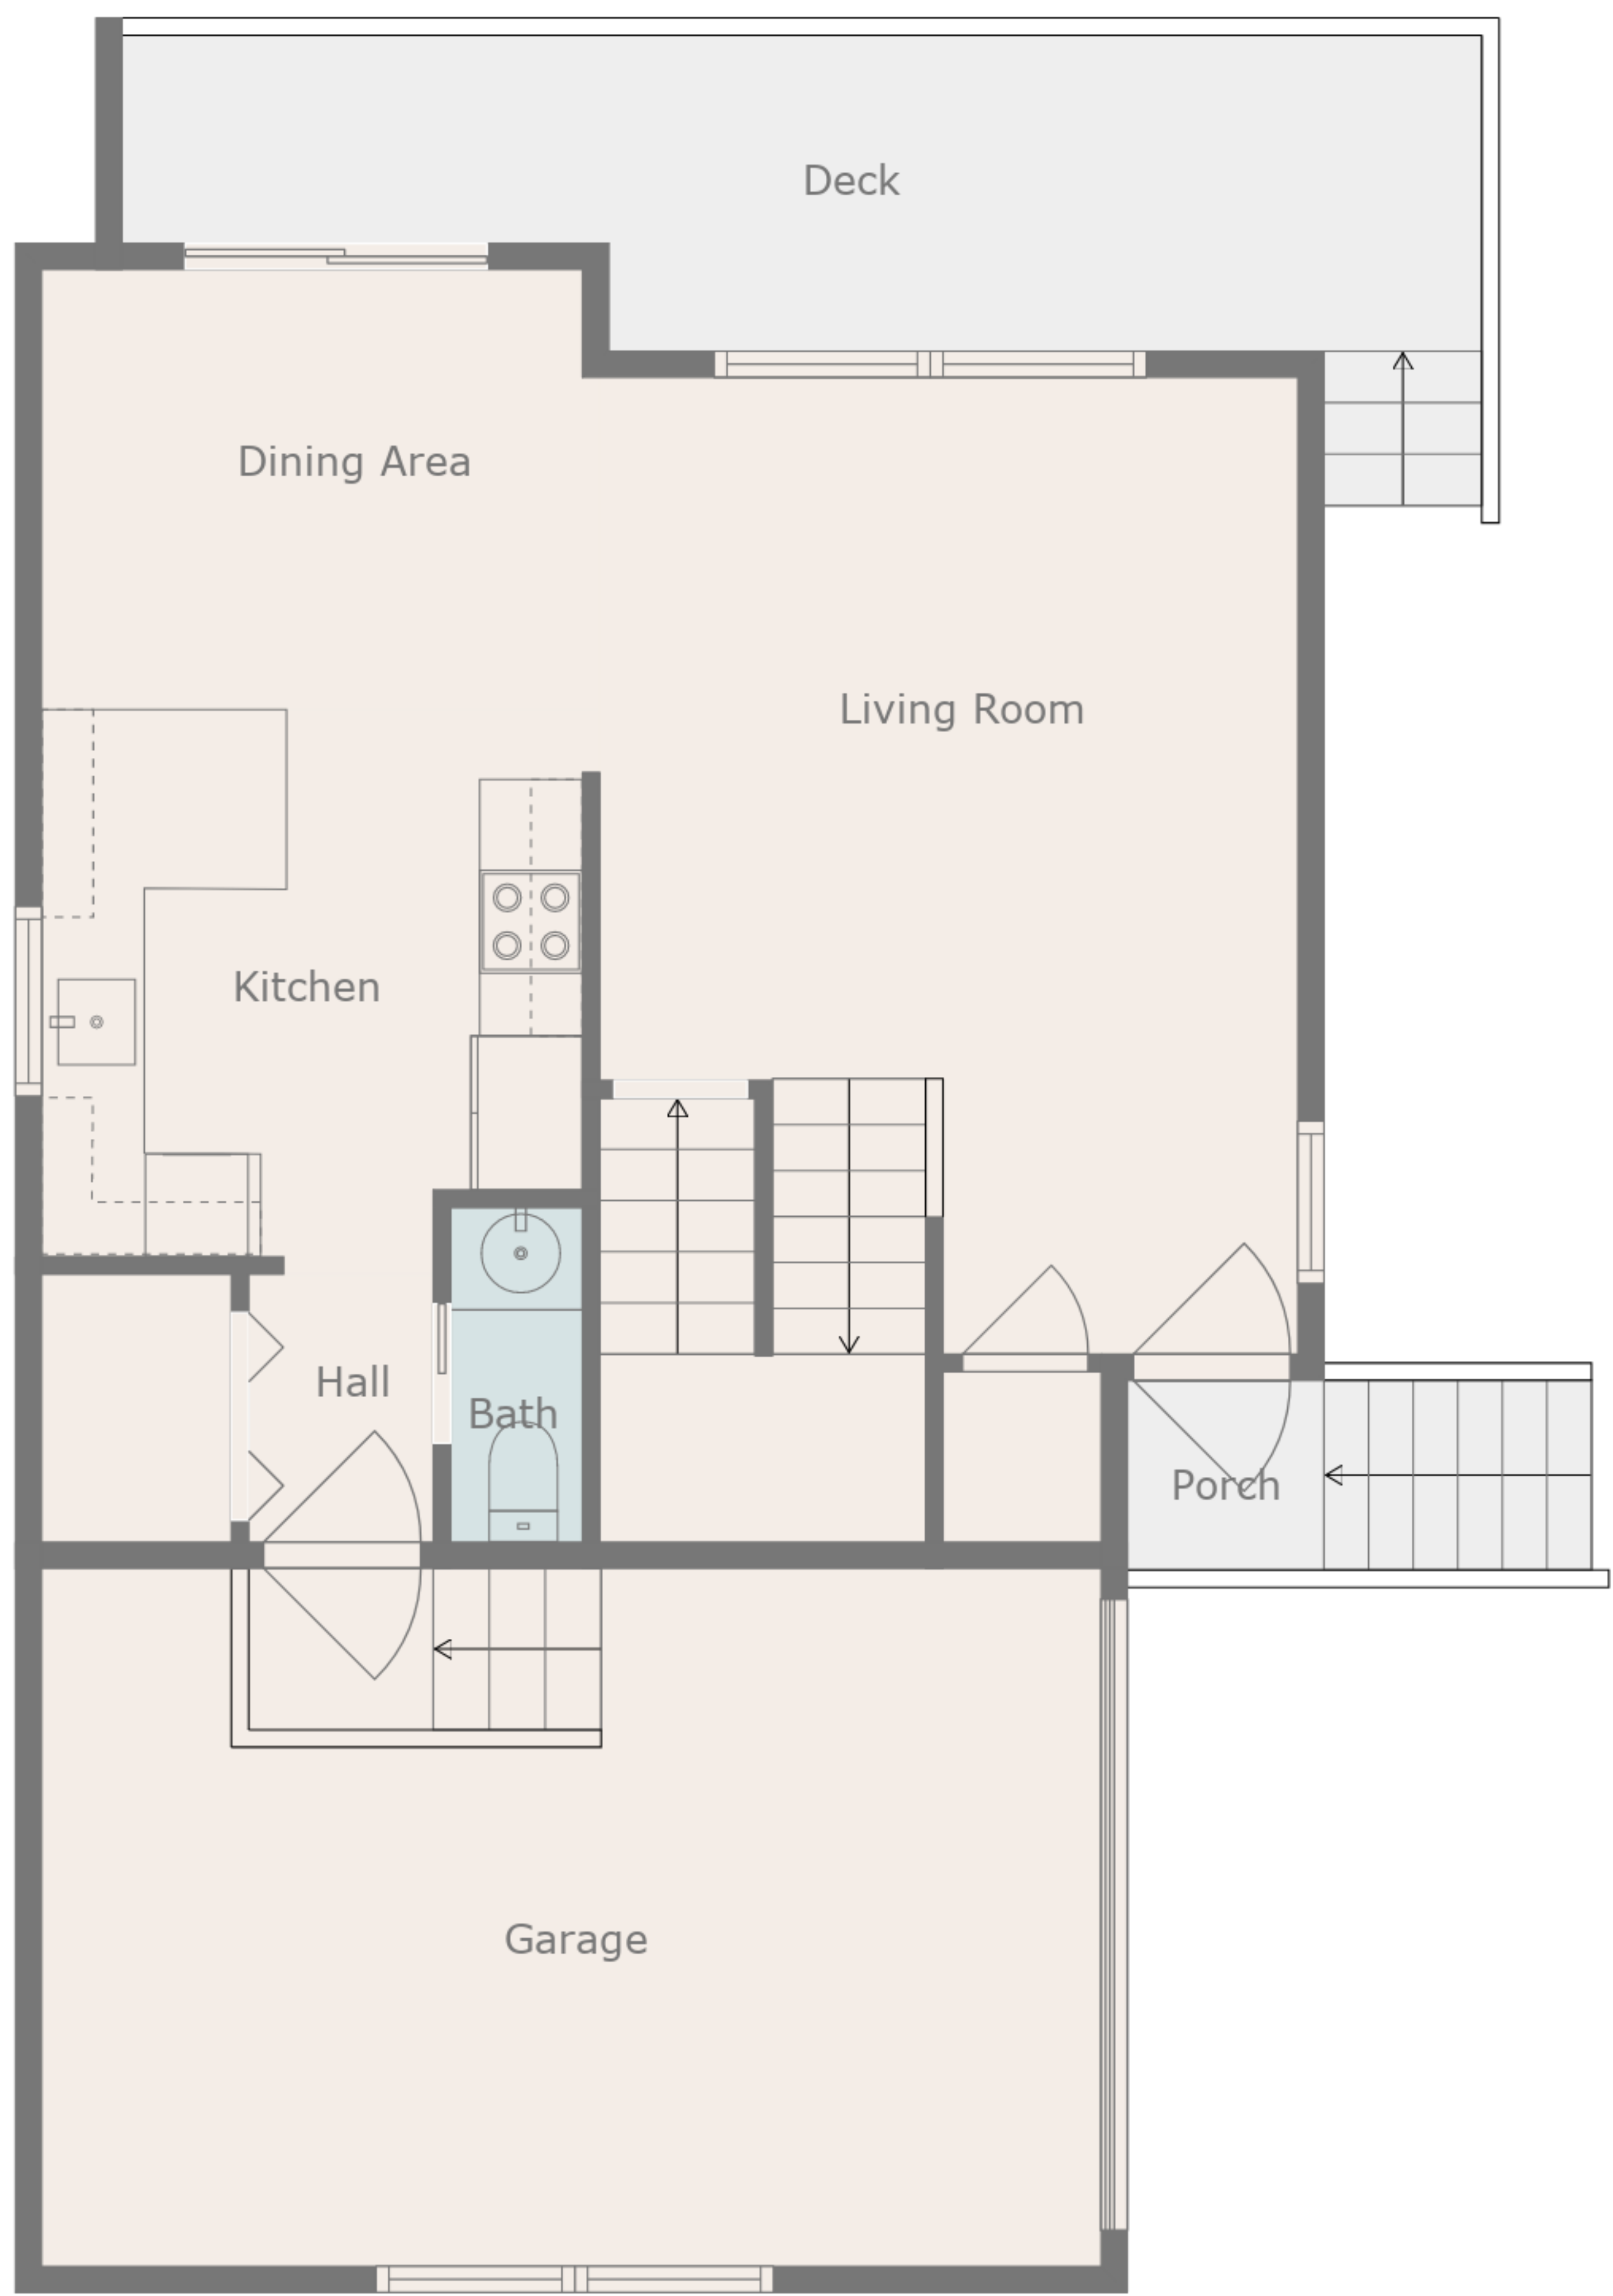 Deck
Dining Area
Living Room
Kitchen
Hall
Bath
Porch
Garage